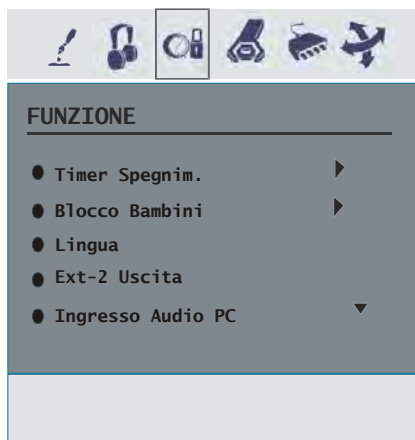 FUNZIONE
Timer Spegnim.
Blocco Bambini
Lingua
Ext-2 Uscita
Ingresso Audio PC